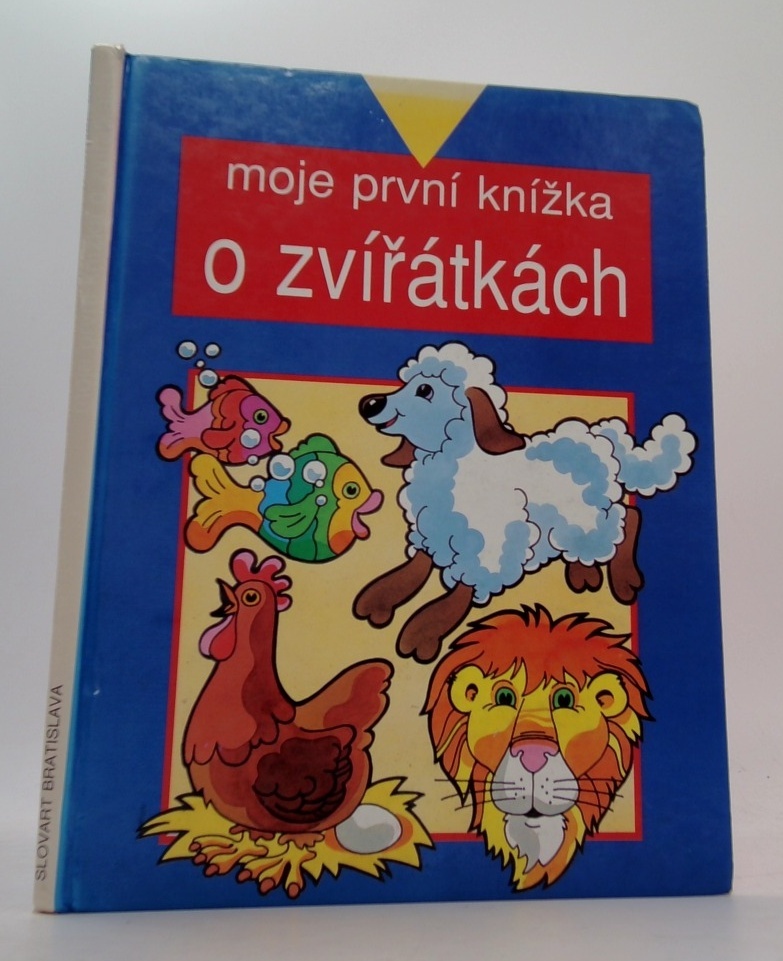 moje první knížka
o zvířátkách
SLOVART BRATISLAVA